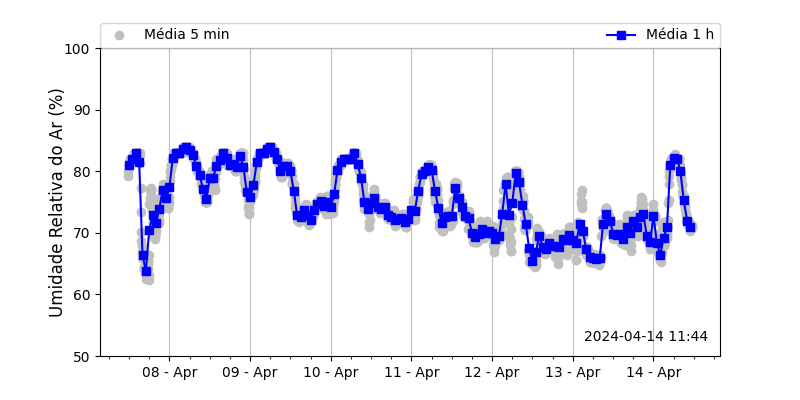 Média 5 min
Média 1 h
100
90
80
70
60
50
Umidade Relativa do Ar (%)
2024-04-14 11:44
08 - Apr
09 - Apr
10 - Apr
11 - Apr
12 - Apr
13 - Apr
14 - Apr